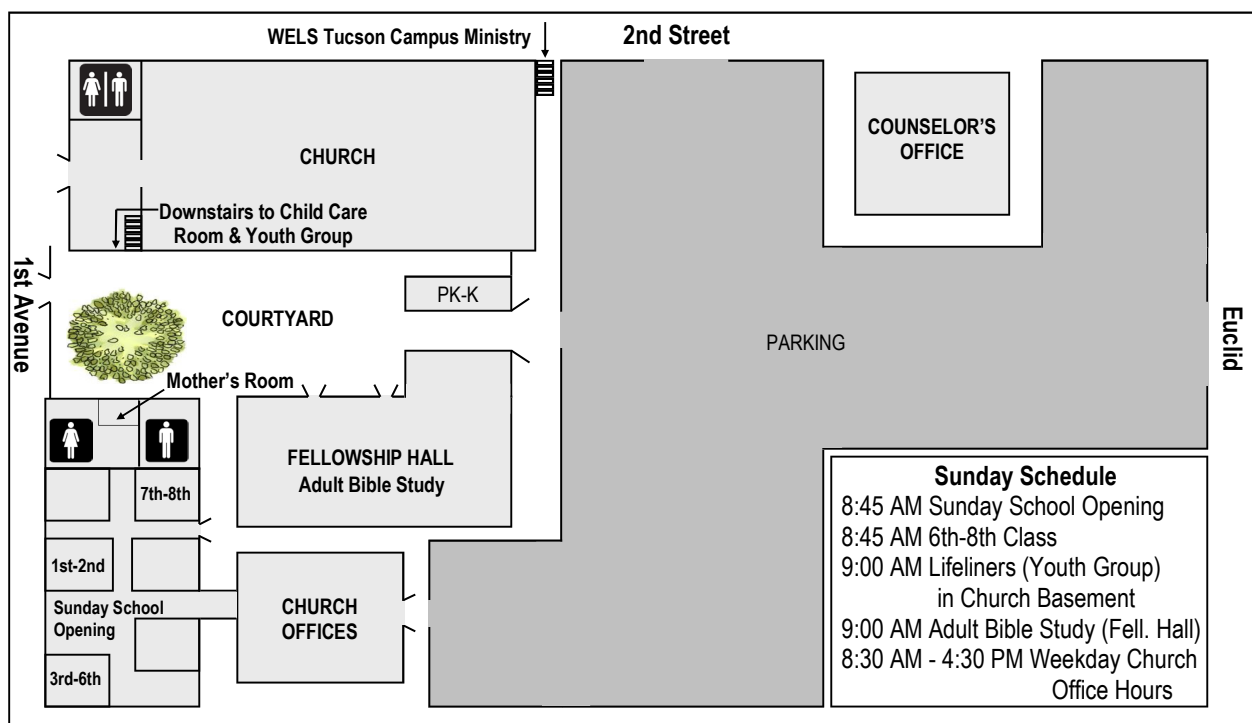 WELS Tucson Campus Ministry
2nd Street
CHURCH
COUNSELOR'S
OFFICE
Downstairs to Child Care
Room & Youth Group
1st Avenue
PK-K
COURTYARD
PARKING
Euclid
Mother's Room
FELLOWSHIP HALL
Adult Bible Study
7th-8th
1st-2nd
Sunday School
Opening
CHURCH
OFFICES
3rd-6th
Sunday Schedule
8:45 AM Sunday School Opening
8:45 AM 6th-8th Class
9:00 AM Lifeliners (Youth Group)
in Church Basement
9:00 AM Adult Bible Study (Fell. Hall)
8:30 AM - 4:30 PM Weekday Church
Office Hours